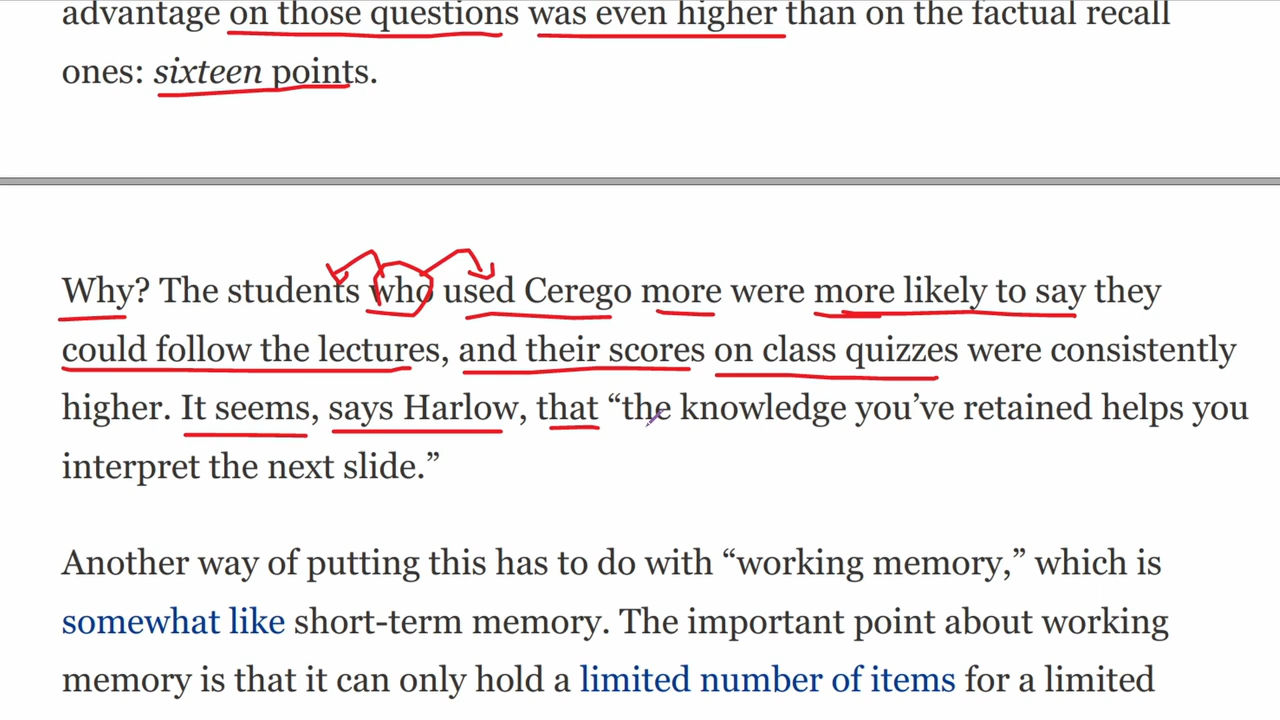 advantage on those questions was even higher than on the factual recall
ones: sixteen points.
Why? The students who used Cerego more were more likely to say they
could follow the lectures, and their scores on class quizzes were consistently
higher. It seems, says Harlow, that “the knowledge you’ve retained helps you
interpret the next slide.”
Another way of putting this has to do with “working memory,” which is
somewhat like short-term memory. The important point about working
memory is that it can only hold a limited number of items for a limited